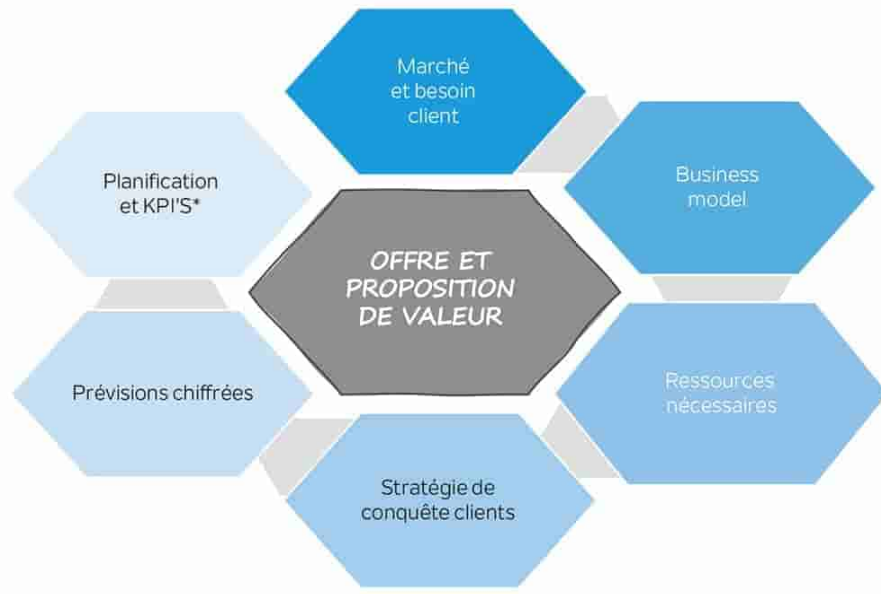 Marché
et besoin
client
Business
model
Ressources
nécessaires
Stratégie de
conquête clients
Prévisions chiffrées
Planification
et KPI'S*
OFFRE ET
PROPOSITION
DE VALEUR